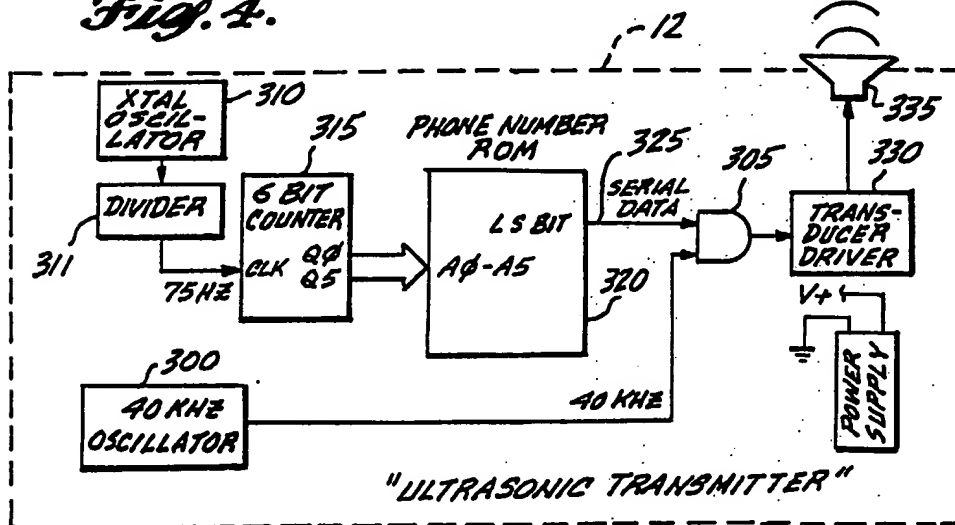 Fig. 4.
12
XTAL
OSCIL-
LATOR
310
DIVIDER
311
75HZ
315
6 BIT
COUNTER
CLK
QØ
Q5
PHONE NUMBER
ROM
LS BIT
AØ-A5
320
325
SERIAL
DATA
305
335
330
TRANS-
DUCER
DRIVER
V+
POWER
SUPPLY
300
40 KHZ
OSCILLATOR
40 KHZ
"ULTRASONIC TRANSMITTER"